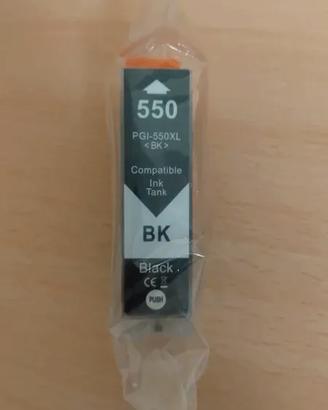 550
PGI-550XL
<BK>
Compatible
Ink
Tank
BK
Black
CE
PUSH